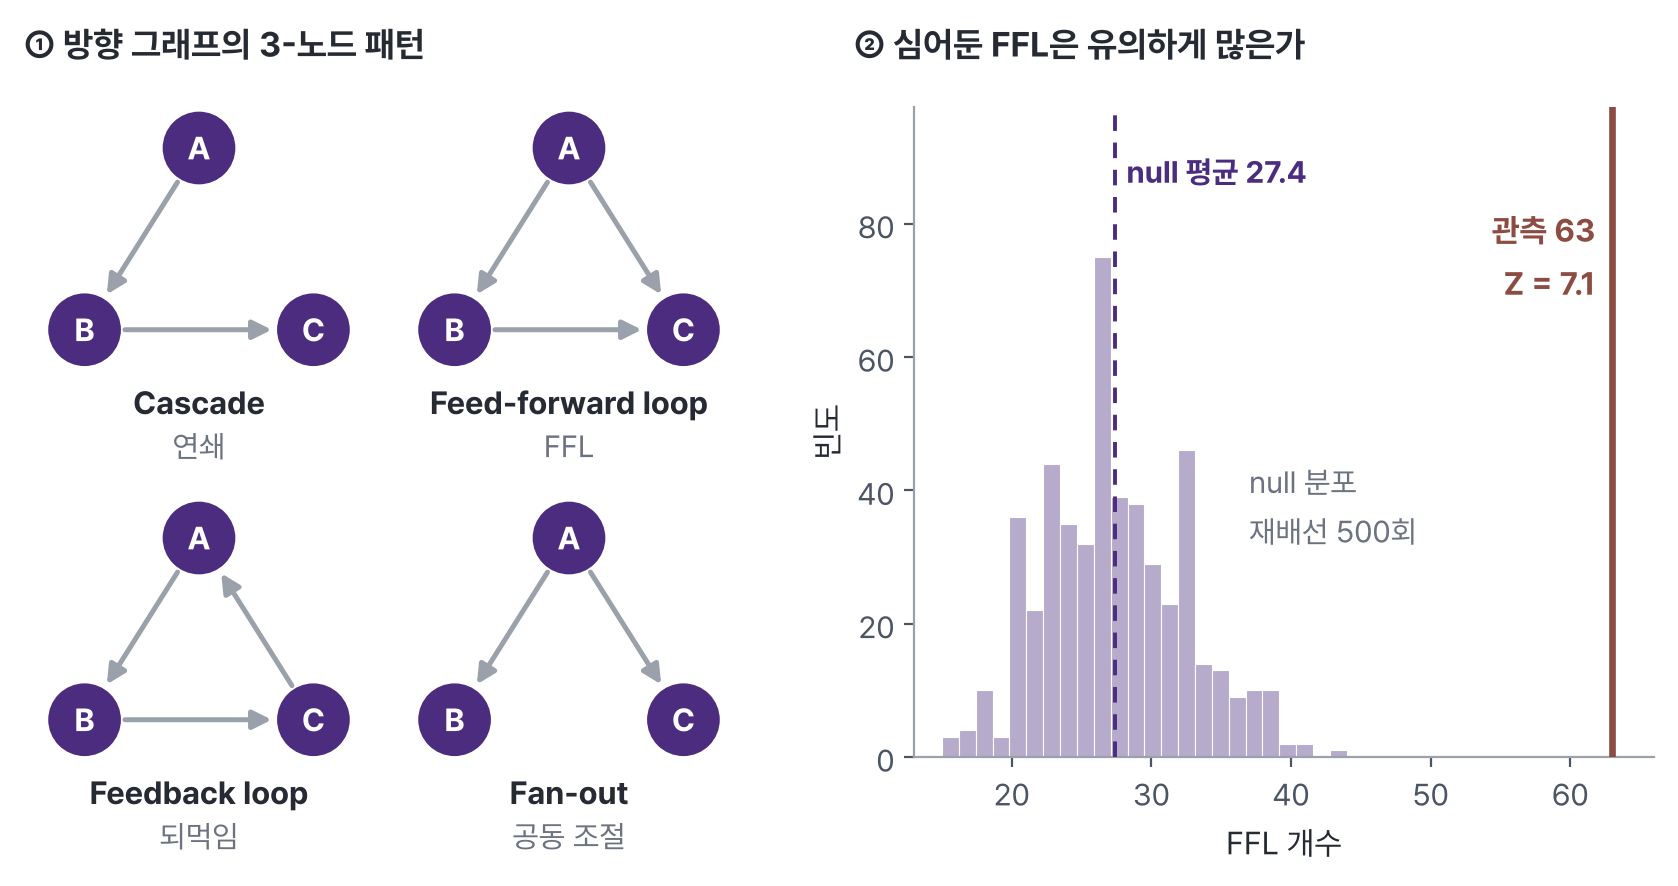 ① 방향 그래프의 3-노드 패턴
A
B
C
Cascade
연쇄
A
B
C
Feed-forward loop
FFL
A
B
C
Feedback loop
되먹임
A
B
C
Fan-out
공동 조절
② 심어둔 FFL은 유의하게 많은가
null 평균 27.4
관측 63
Z = 7.1
null 분포
재배선 500회
빈도
80
60
40
20
0
20
30
40
50
60
FFL 개수